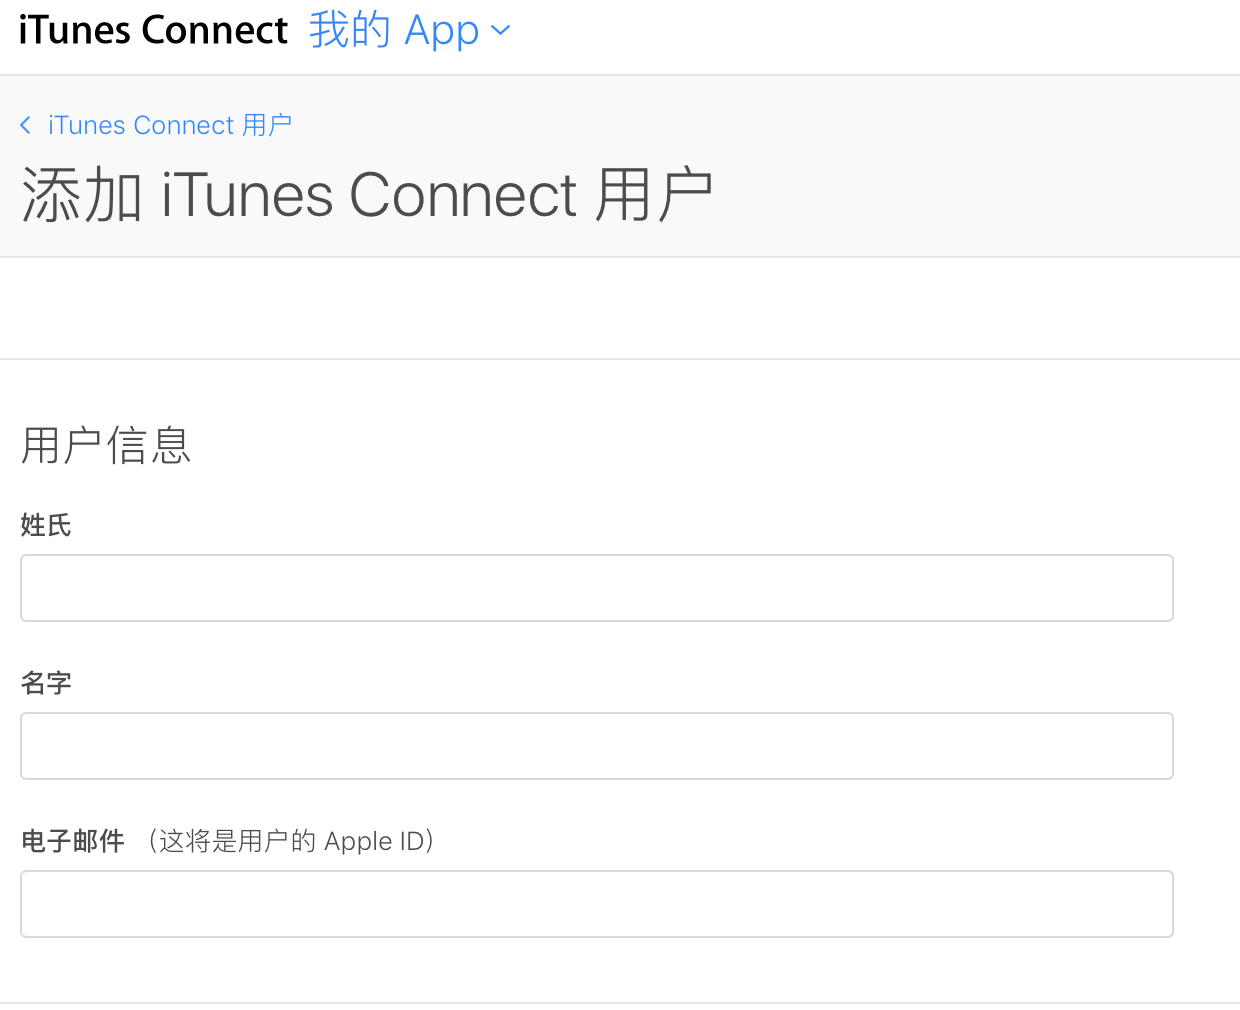 iTunes Connect 我的 App
iTunes Connect 用户
添加 iTunes Connect 用户
用户信息
姓氏
名字
电子邮件 （这将是用户的 Apple ID）